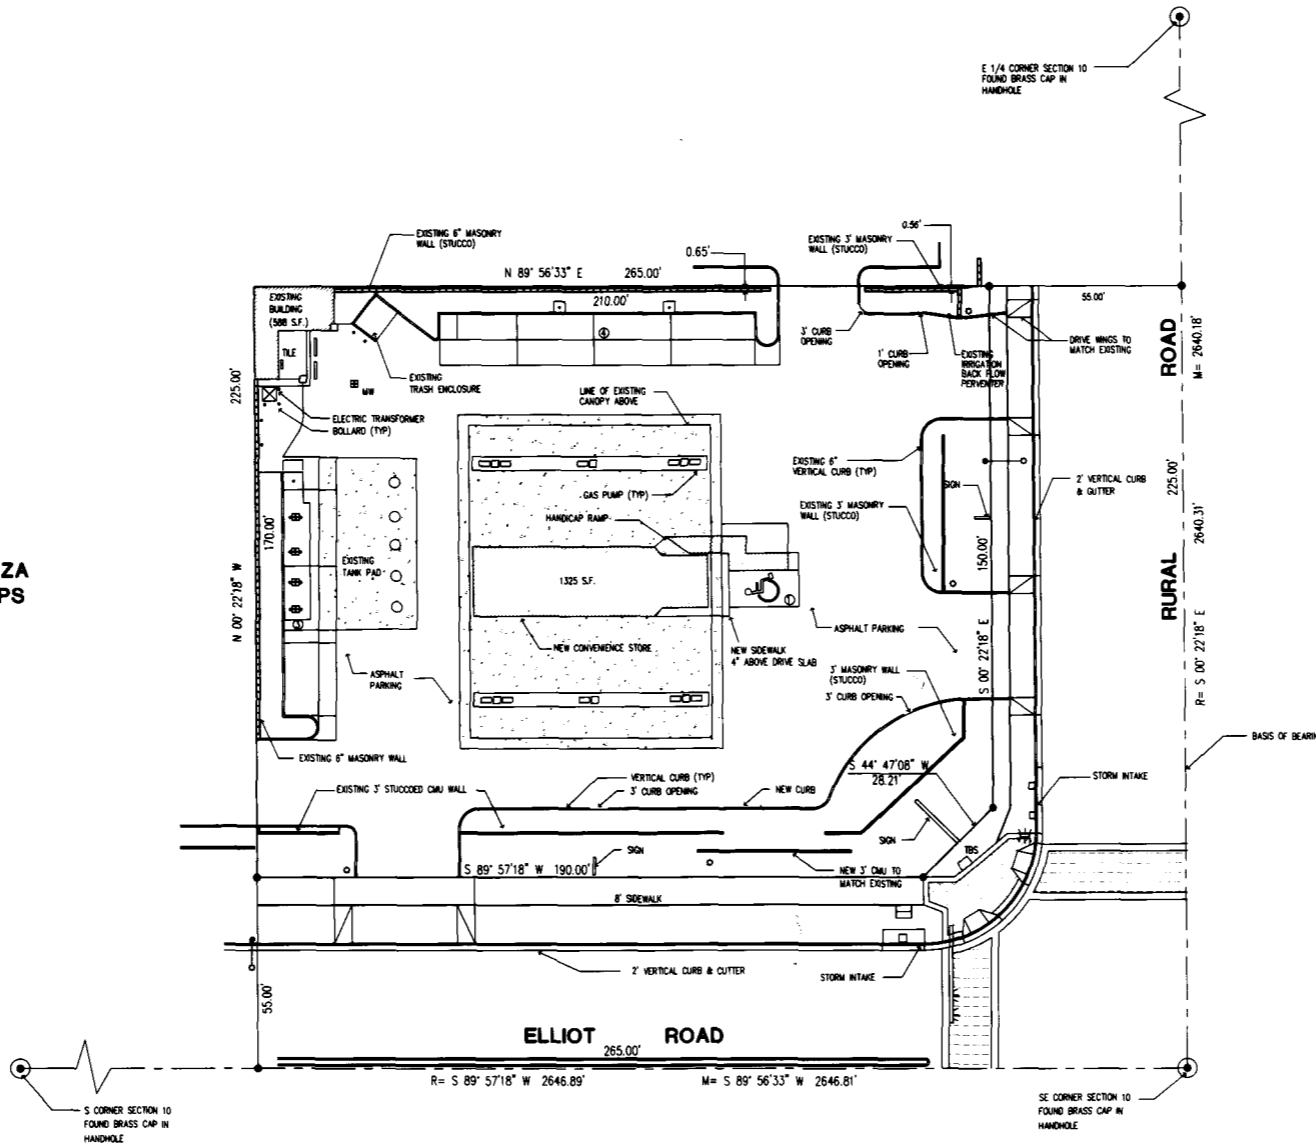 E 1/4 CORNER SECTION 10
FOUND BRASS CAP IN
HANDHOLE
EXISTING 6" MASONRY
WALL (STUCCO)
0.65'
EXISTING 3' MASONRY
WALL (STUCCO)
0.56'
N 89° 56'33" E 265.00'
EXISTING
BUILDING
(588 S.F.)
210.00'
55.00'
4
3' CURB
OPENING
1' CURB
OPENING
EXISTING
IRRIGATION
BACK FLOW
PERVENTER
DRIVE WINGS TO
MATCH EXISTING
ROAD
M= 2640.18'
TILE
225.00'
MW
EXISTING
TRASH ENCLOSURE
LINE OF EXISTING
CANOPY ABOVE
ELECTRIC TRANSFORMER
BOLLARD (TYP)
EXISTING 6"
VERTICAL CURB (TYP)
SIGN
2' VERTICAL CURB
& GUTTER
225.00'
GAS PUMP (TYP)
EXISTING 3' MASONRY
WALL (STUCCO)
HANDICAP RAMP
170.00'
150.00'
2640.31'
RURAL
ZA
PS
EXISTING
TANK PAD
1325 S.F.
1
N 00° 22'18" W
ASPHALT PARKING
S 00° 22'18" E
R= S 00° 22'18" E
NEW CONVENIENCE STORE
NEW SIDEWALK
4" ABOVE DRIVE SLAB
ASPHALT
PARKING
3' MASONRY WALL
(STUCCO)
3' CURB OPENING
EXISTING 6" MASONRY WALL
BASIS OF BEARIN
S 44° 47'08" W
28.21'
STORM INTAKE
EXISTING 3' STUCCOED CMU WALL
VERTICAL CURB (TYP)
3' CURB OPENING
NEW CURB
SIGN
SIGN
TBS
S 89° 57'18" W 190.00'
NEW 3' CMU TO
MATCH EXISTING
8' SIDEWALK
2' VERTICAL CURB & CUTTER
STORM INTAKE
55.00'
ELLIOT ROAD
265.00'
R= S 89° 57'18" W 2646.89'
M= S 89° 56'33" W 2646.81'
S CORNER SECTION 10
FOUND BRASS CAP IN
HANDHOLE
SE CORNER SECTION 10
FOUND BRASS CAP IN
HANDHOLE